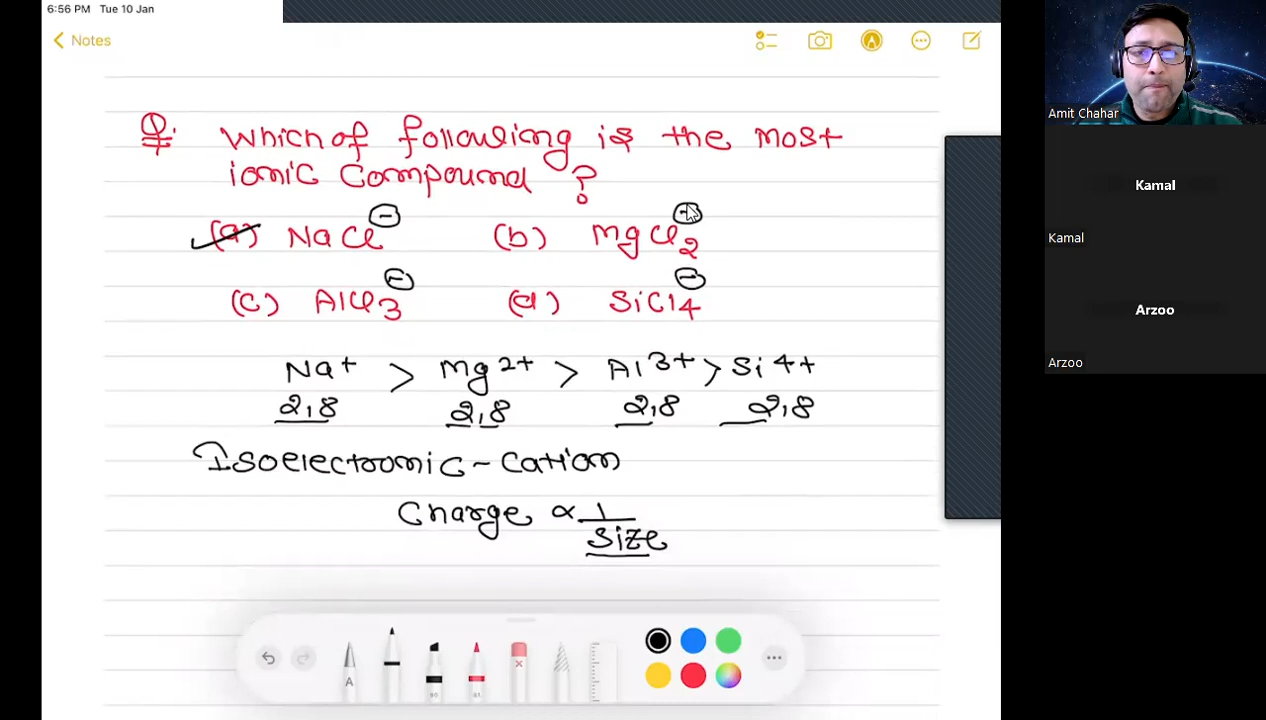 6:56 PM Tue 10 Jan
Notes
Q. Which of following is the most
ionic Compound ?
(a) NaCl ⊖ (b) MgCl2 ⊖
(c) AlCl3 ⊖ (d) SiCl4 ⊖
Na+ > Mg2+ > Al3+ > Si4+
2,8 2,8 2,8 2,8
Isoelectronic - Cation
Charge ∝ 1/Size
A
Amit Chahar
Kamal
Kamal
Arzoo
Arzoo